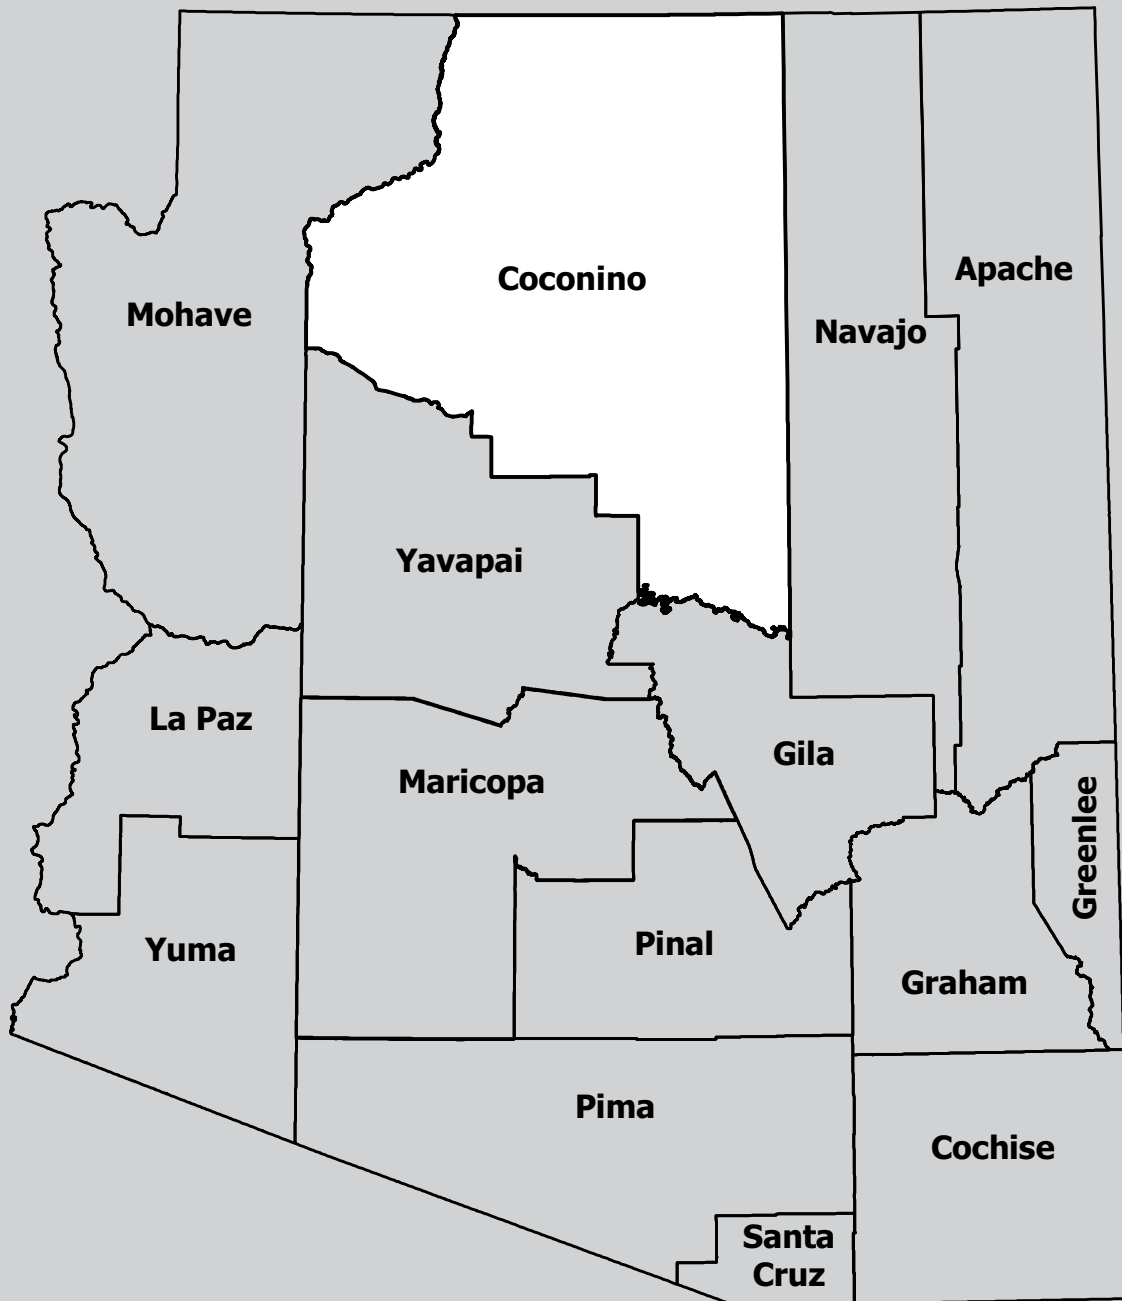 Apache
Coconino
Mohave
Navajo
Yavapai
La Paz
Gila
Maricopa
Greenlee
Yuma
Pinal
Graham
Pima
Cochise
Santa
Cruz